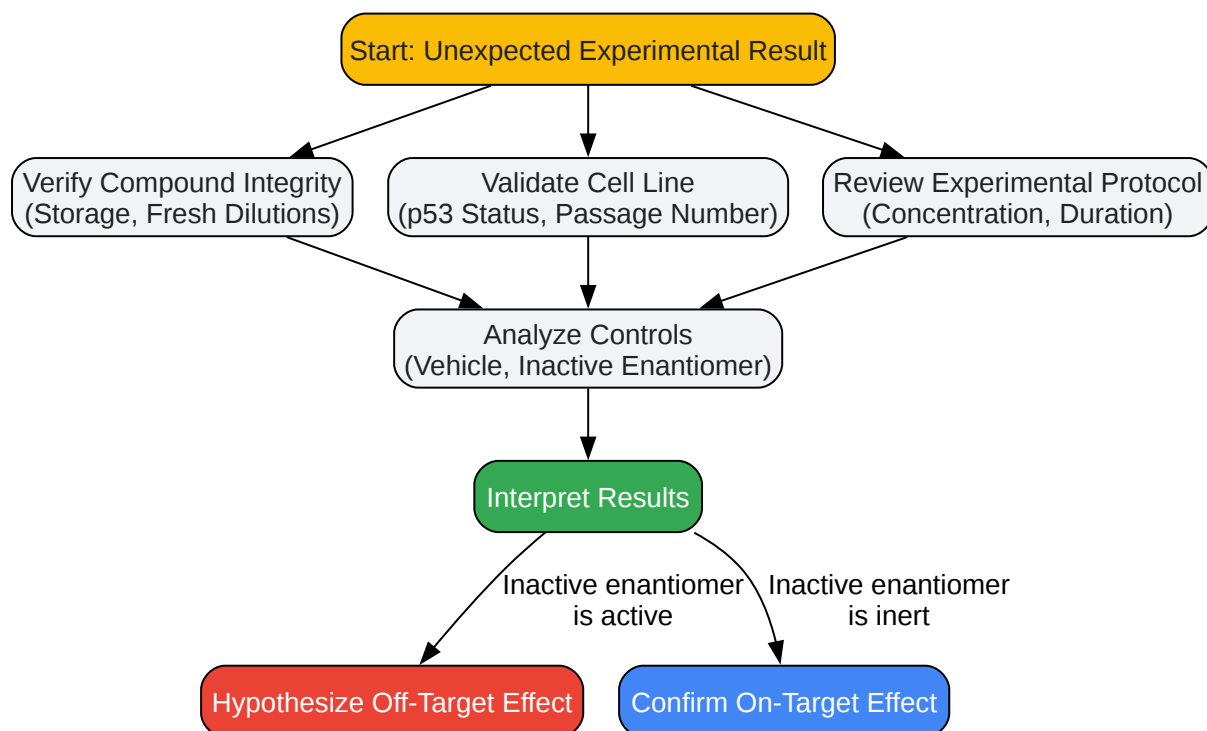 Start: Unexpected Experimental Result
Verify Compound Integrity
(Storage, Fresh Dilutions)
Validate Cell Line
(p53 Status, Passage Number)
Review Experimental Protocol
(Concentration, Duration)
Analyze Controls
(Vehicle, Inactive Enantiomer)
Interpret Results
Inactive enantiomer
is active
Inactive enantiomer
is inert
Hypothesize Off-Target Effect
Confirm On-Target Effect